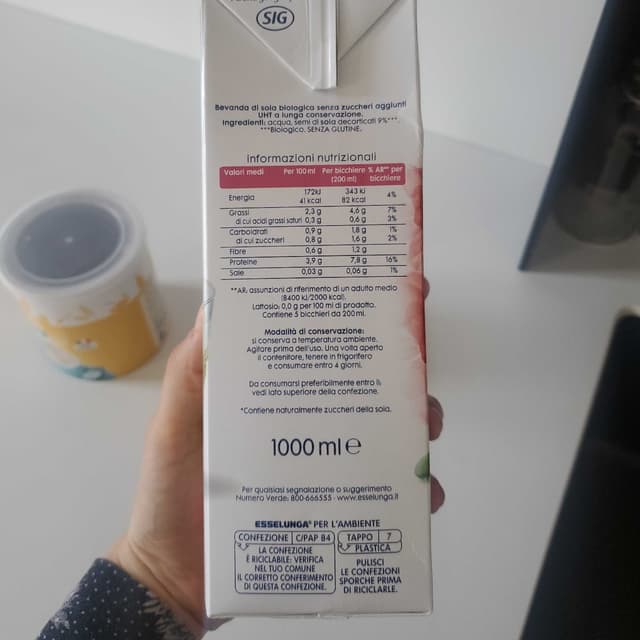 SIG
Bevanda di soia biologica senza zuccheri aggiunti
UHT a lunga conservazione.
Ingredienti: acqua, semi di soia decorticati 9%***.
***Biologico. SENZA GLUTINE.
informazioni nutrizionali
Valori medi Per 100 ml Per bicchiere (200 ml) % AR** per bicchiere
Energia 172kJ 41 kcal 343 kJ 82 kcal 4%
Grassi 2,3 g 4,6 g 7%
di cui acidi grassi saturi 0,3 g 0,6 g 3%
Carboidrati 0,9 g 1,8 g 1%
di cui zuccheri 0,8 g 1,6 g 2%
Fibre 0,6 g 1,2 g
Proteine 3,9 g 7,8 g 16%
Sale 0,03 g 0,06 g 1%
**AR: assunzioni di riferimento di un adulto medio
(8400 kJ/2000 kcal).
Lattosio: 0,0 g per 100 ml di prodotto.
Contiene 5 bicchieri da 200 ml.
Modalità di conservazione:
si conserva a temperatura ambiente.
Agitare prima dell'uso. Una volta aperto
il contenitore, tenere in frigorifero
e consumare entro 4 giorni.
Da consumarsi preferibilmente entro il:
vedi lato superiore della confezione.
*Contiene naturalmente zuccheri della soia.
1000 ml e
Per qualsiasi segnalazione o suggerimento
Numero Verde: 800-666555 - www.esselunga.it
ESSELUNGA® PER L'AMBIENTE
CONFEZIONE C/PAP 84
LA CONFEZIONE
È RICICLABILE: VERIFICA
NEL TUO COMUNE
IL CORRETTO CONFERIMENTO
DI QUESTA CONFEZIONE.
TAPPO 7
PLASTICA
PULISCI
LE CONFEZIONI
SPORCHE PRIMA
DI RICICLARLE.